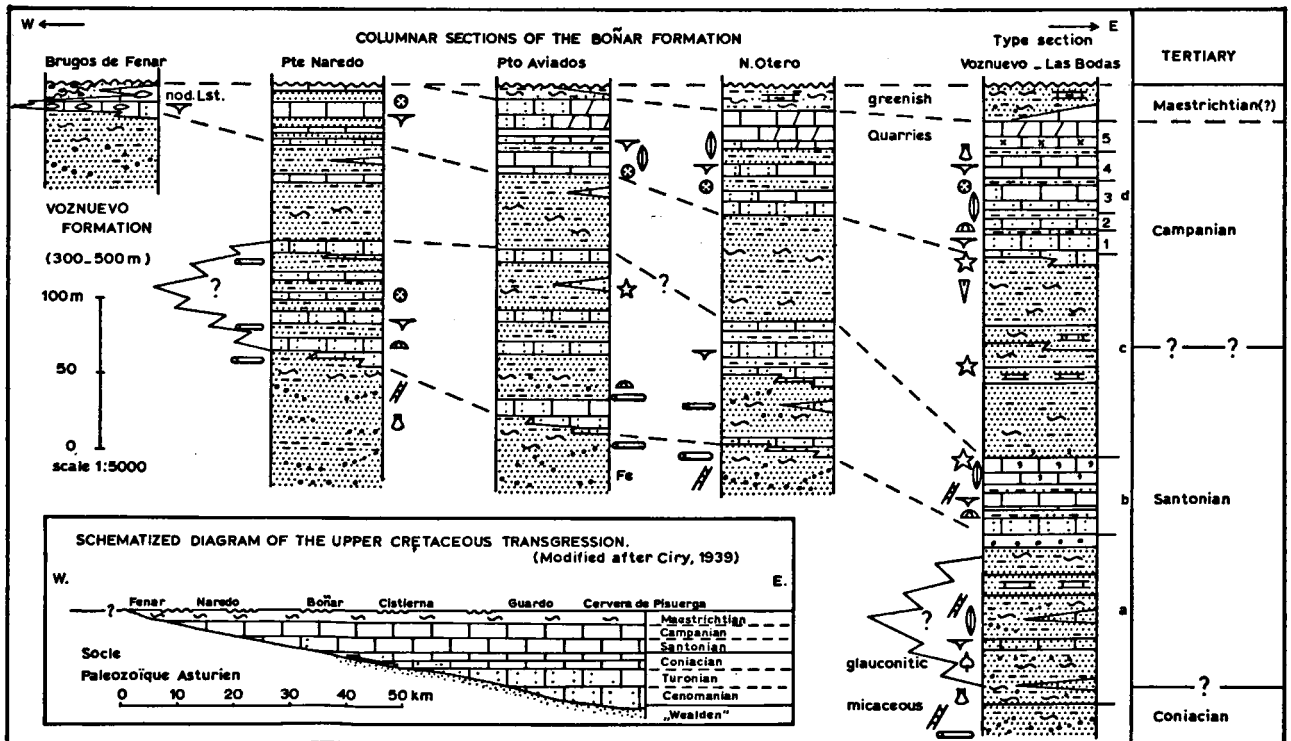 W
E
COLUMNAR SECTIONS OF THE BOÑAR FORMATION
Type section
Brugos de Fenar
Pte Naredo
Pto Aviados
N. Otero
Voznuevo _ Las Bodas
TERTIARY
nod. Lst.
greenish
Maestrichtian(?)
Quarries
5
4
3
d
2
1
Campanian
VOZNUEVO
FORMATION
(300_500 m)
?
?
100 m
50
0
scale 1:5000
c
? ?
Fe
b
Santonian
?
a
glauconitic
micaceous
?
Coniacian
SCHEMATIZED DIAGRAM OF THE UPPER CRETACEOUS TRANSGRESSION.
(Modified after Ciry, 1939)
W.
E.
?
Fenar
Naredo
Boñar
Cistierna
Guardo
Cervera de Pisuerga
Maestrichtian
Campanian
Santonian
Coniacian
Turonian
Cenomanian
„Wealden"
Socle
Paleozoïque Asturien
0 10 20 30 40 50 km